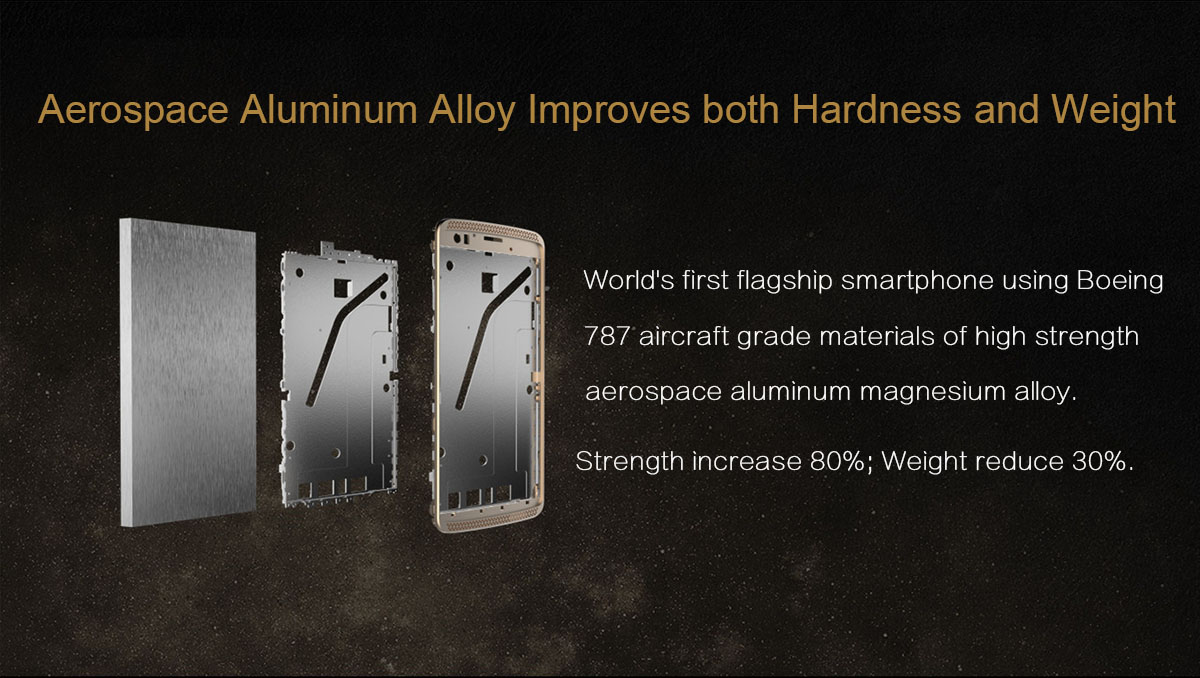 Aerospace Aluminum Alloy Improves both Hardness and Weight
World's first flagship smartphone using Boeing
787 aircraft grade materials of high strength
aerospace aluminum magnesium alloy.
Strength increase 80%; Weight reduce 30%.